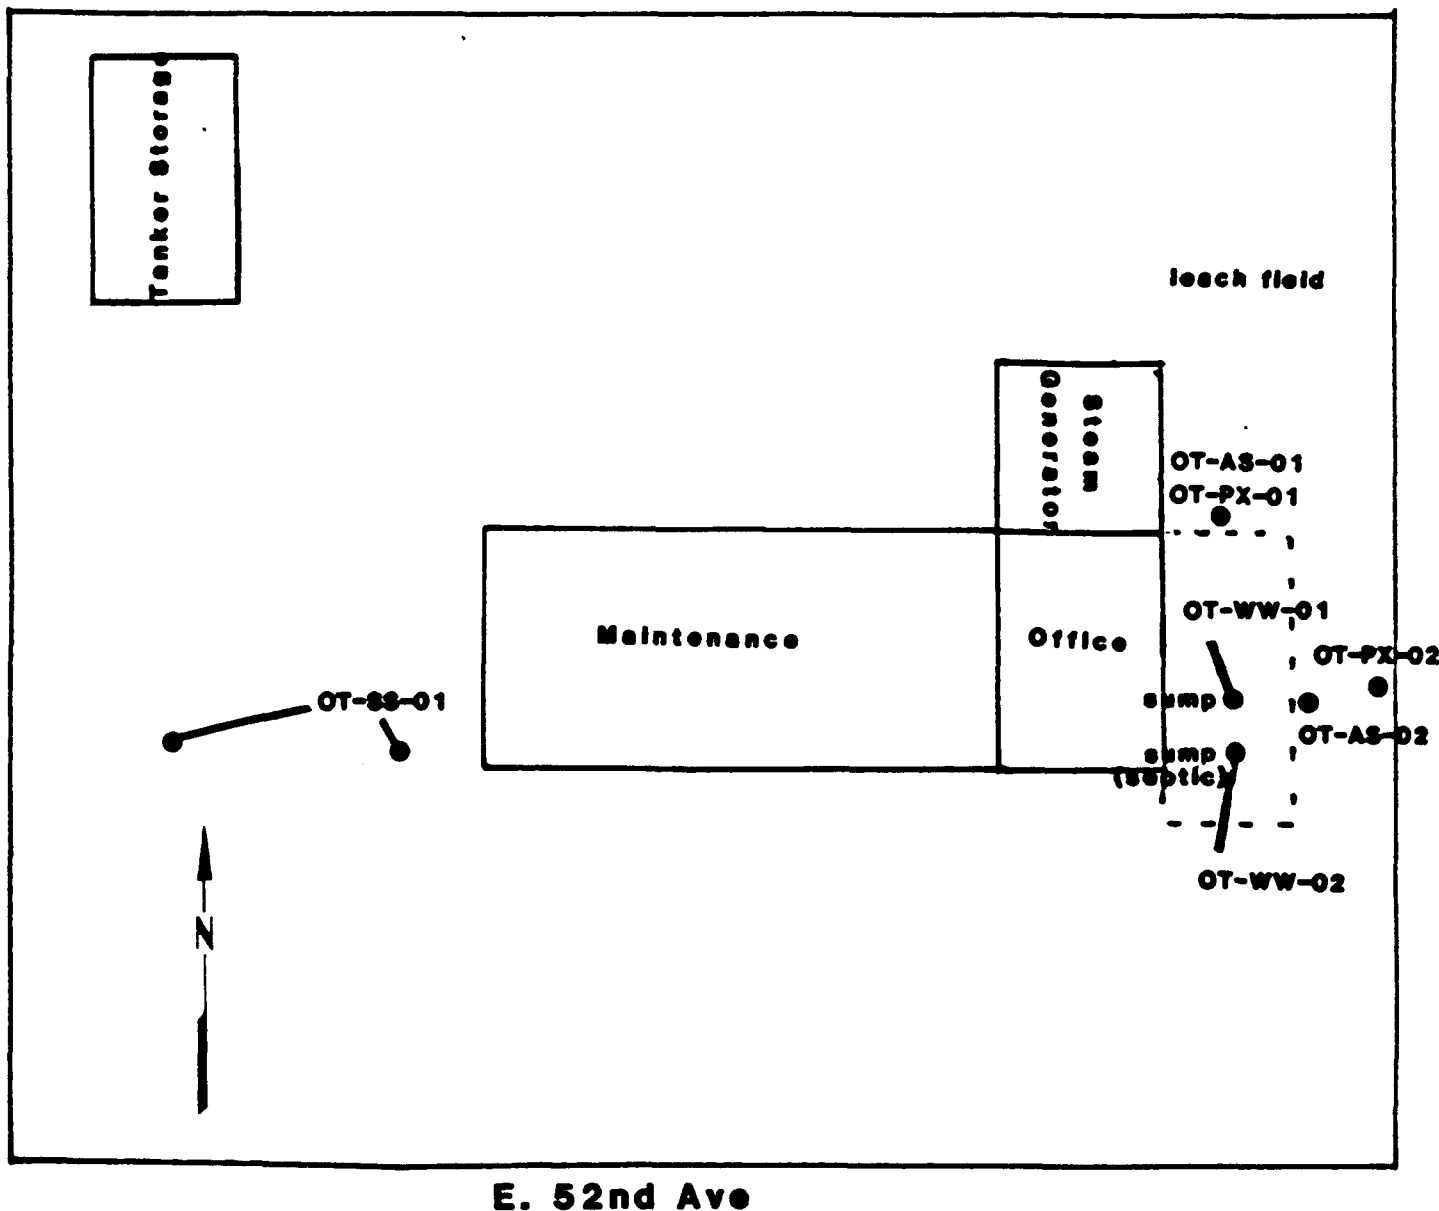 Tanker Storage
leach field
Steam
Generator
OT-AS-01
OT-PX-01
OT-WW-01
Maintenance
Office
OT-PX-02
OT-SS-01
sump
OT-AS-02
sump
(septic)
OT-WW-02
N
E. 52nd Ave